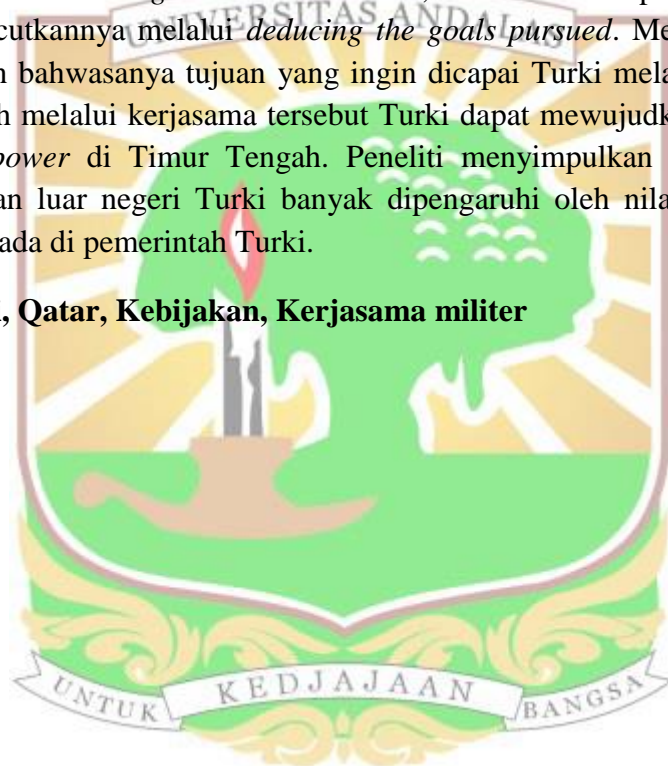 UNIVERSITAS ANDALAS
cutkannya melalui deducing the goals pursued. Me
bahwasanya tujuan yang ingin dicapai Turki mela
h melalui kerjasama tersebut Turki dapat mewujudk
power di Timur Tengah. Peneliti menyimpulkan
an luar negeri Turki banyak dipengaruhi oleh nila
ada di pemerintah Turki.
, Qatar, Kebijakan, Kerjasama militer
UNTUK KEDJAJAAN BANGSA